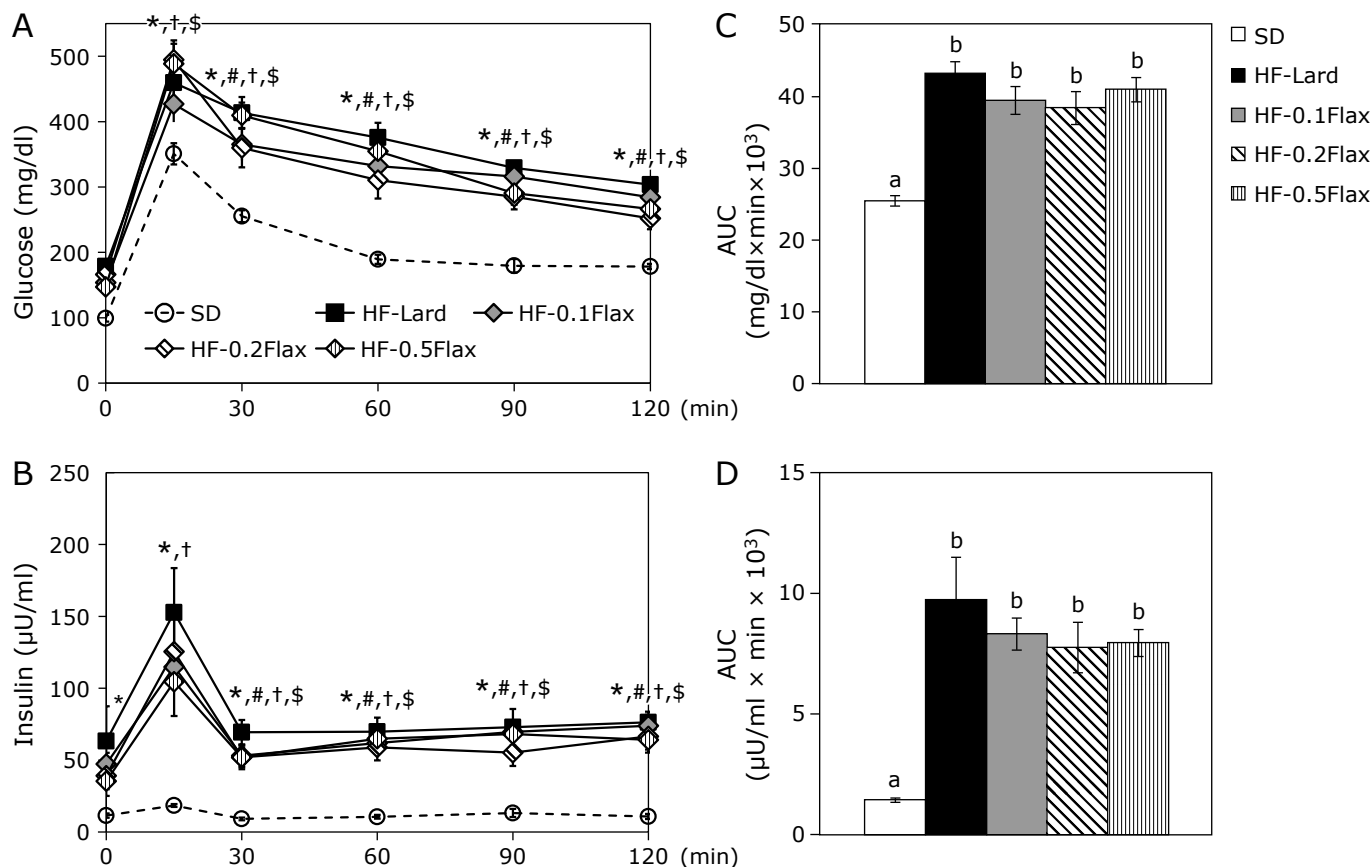 A
Glucose (mg/dl)
500
400
300
200
100
0
*,†,$
*,#,†,$
*,#,†,$
*,#,†,$
*,#,†,$
SD
HF-Lard
HF-0.1Flax
HF-0.2Flax
HF-0.5Flax
0 30 60 90 120 (min)
C
AUC
(mg/dl×min×10³)
50
40
30
20
10
0
a
b
b
b
b
SD
HF-Lard
HF-0.1Flax
HF-0.2Flax
HF-0.5Flax
B
Insulin (µU/ml)
250
200
150
100
50
0
*
*,†
*,#,†,$
*,#,†,$
*,#,†,$
*,#,†,$
0 30 60 90 120 (min)
D
AUC
(µU/ml × min × 10³)
15
10
5
0
a
b
b
b
b